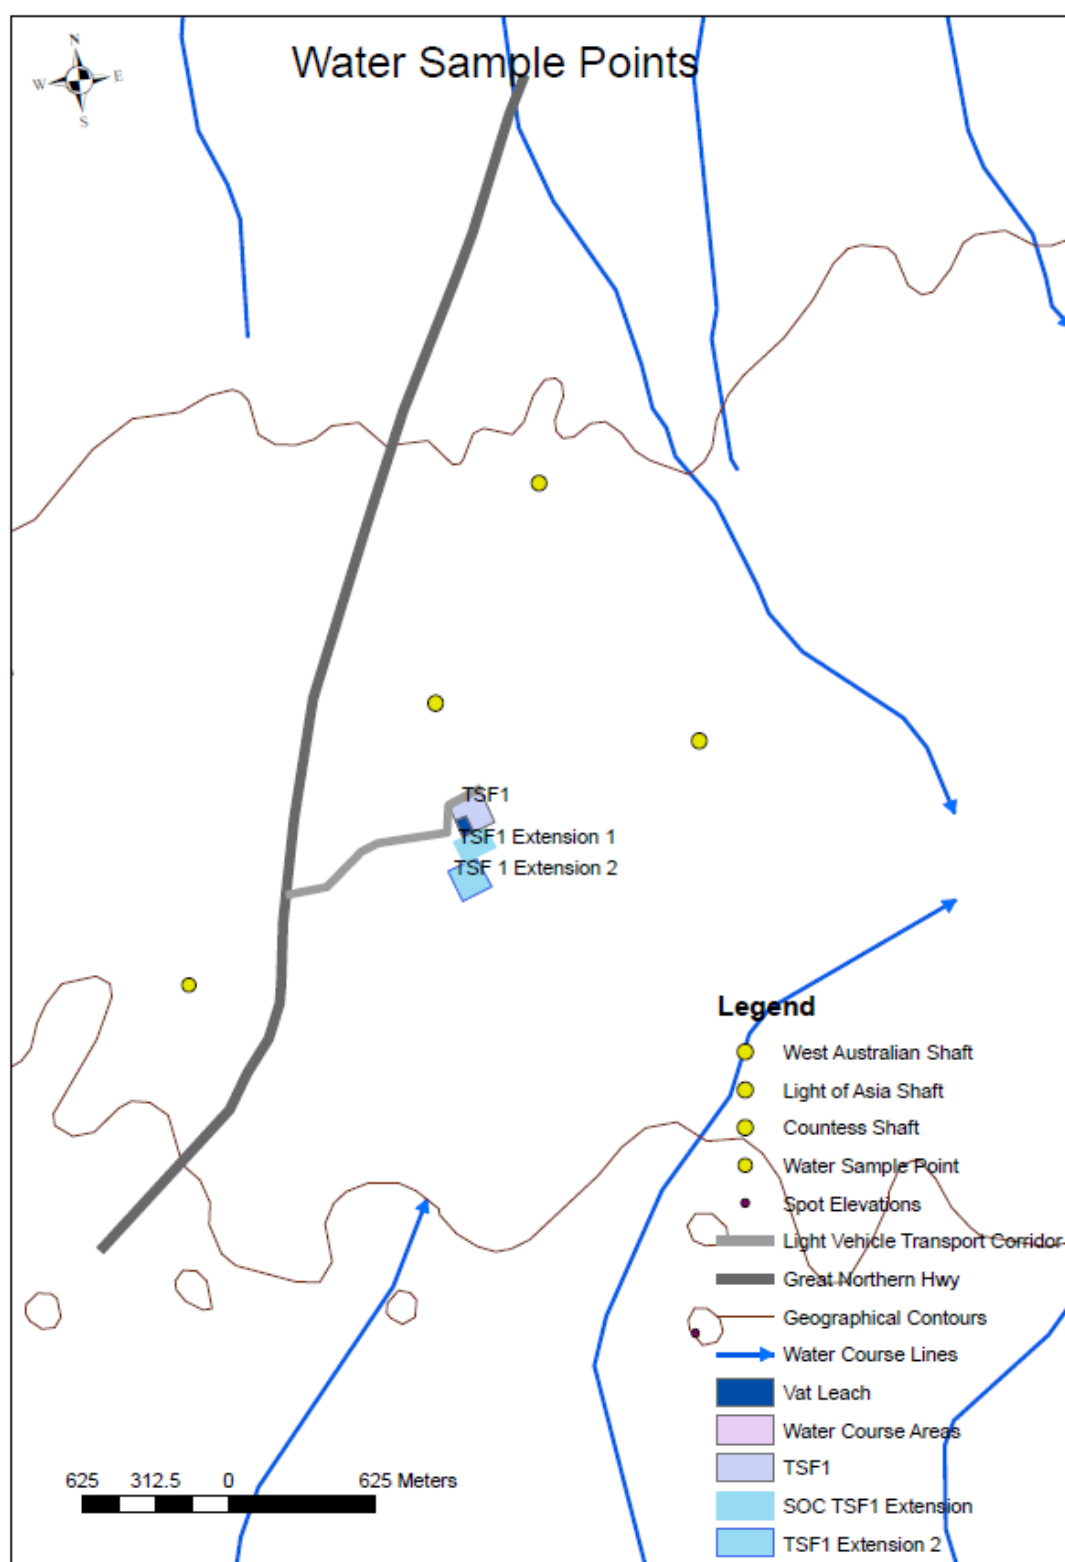 N
Water Sample Points
W E
S
TSF1
TSF1 Extension 1
TSF 1 Extension 2
Legend
West Australian Shaft
Light of Asia Shaft
Countess Shaft
Water Sample Point
Spot Elevations
Light Vehicle Transport Corridor
Great Northern Hwy
Geographical Contours
Water Course Lines
Vat Leach
Water Course Areas
TSF1
SOC TSF1 Extension
TSF1 Extension 2
625 312.5 0 625 Meters